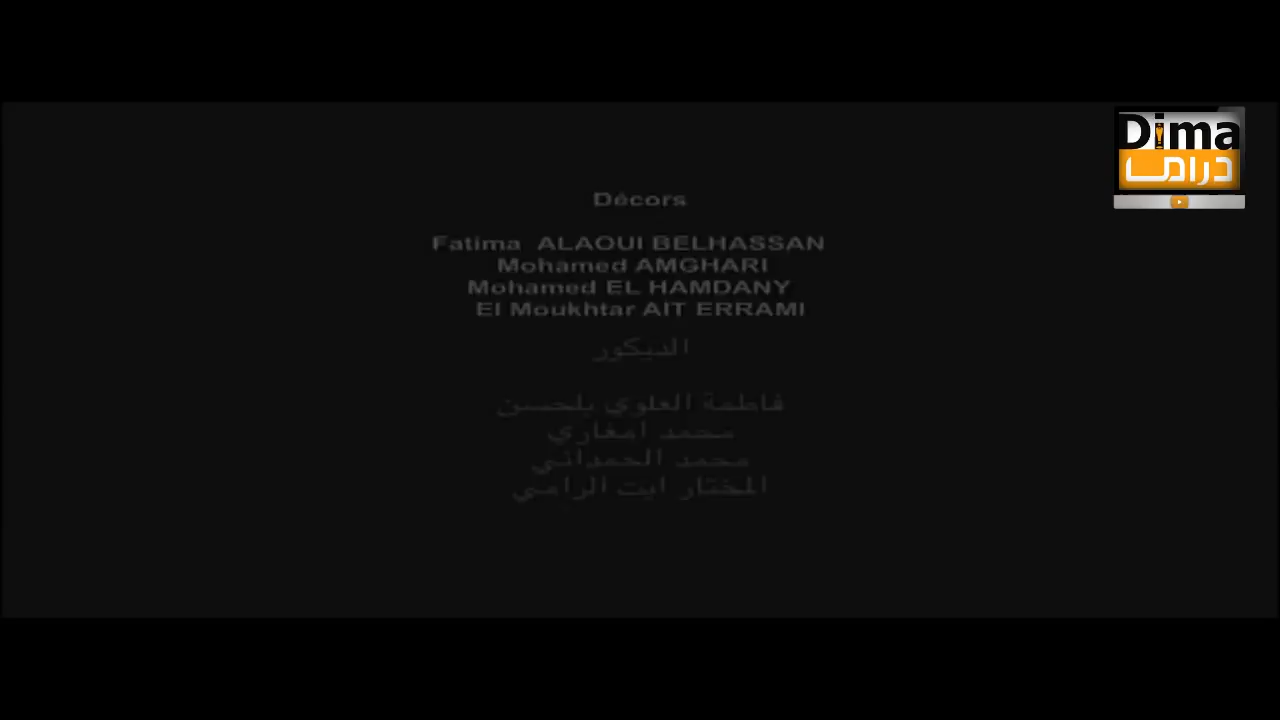 Dima
دراما
Décors
Fatima ALAOUI BELHASSAN
Mohamed AMGHARI
Mohamed EL HAMDANY
El Moukhtar AIT ERRAMI
الديكور
فاطمة العلوي بلحسن
محمد امغاري
محمد الحمداني
المختار ايت الرامي